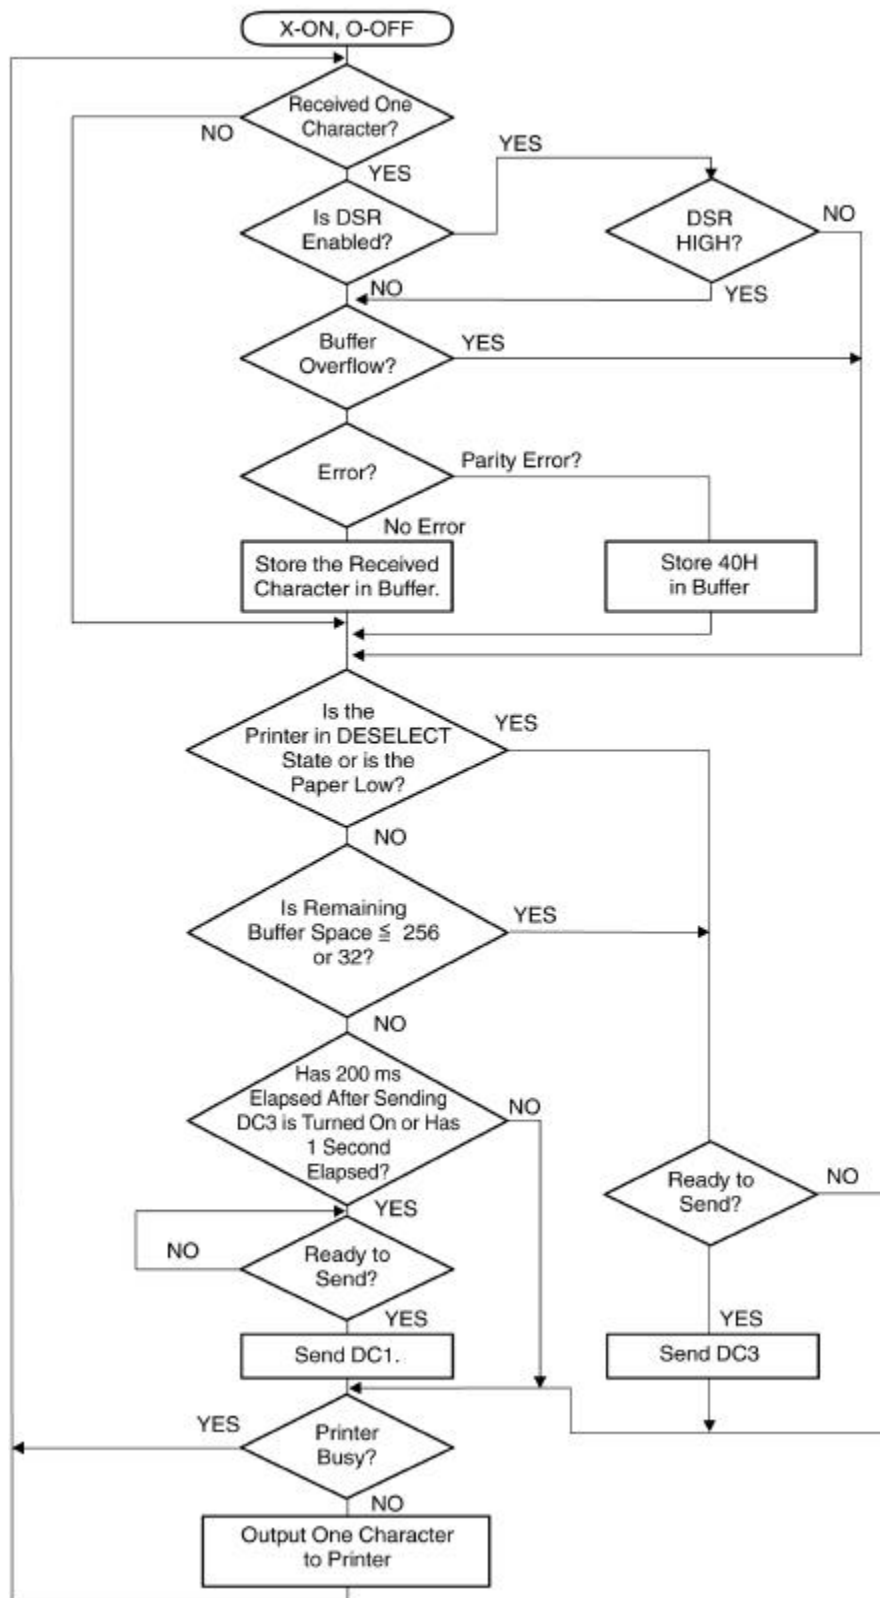 X-ON, O-OFF
Received One
Character?
NO
YES
YES
Is DSR
Enabled?
DSR
HIGH?
NO
NO
YES
Buffer
Overflow?
YES
Error?
Parity Error?
No Error
Store the Received
Character in Buffer.
Store 40H
in Buffer
Is the
Printer in DESELECT
State or is the
Paper Low?
YES
NO
Is Remaining
Buffer Space ≦ 256
or 32?
YES
NO
Has 200 ms
Elapsed After Sending
DC3 is Turned On or Has
1 Second
Elapsed?
NO
YES
Ready to
Send?
NO
Ready to
Send?
NO
YES
YES
Send DC1.
Send DC3
Printer
Busy?
YES
NO
Output One Character
to Printer